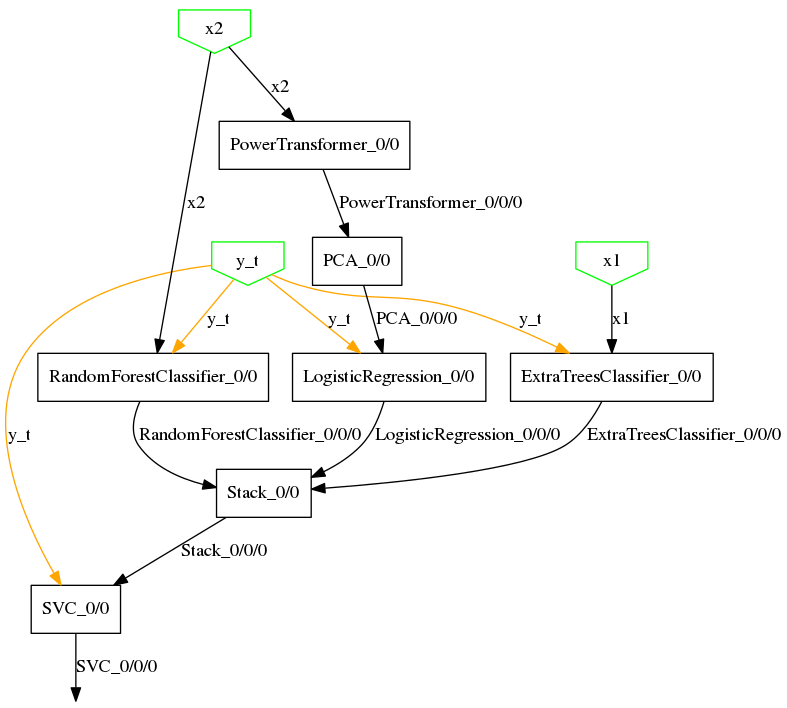 x2
x2
PowerTransformer_0/0
x2
PowerTransformer_0/0/0
y_t
PCA_0/0
x1
y_t
y_t
PCA_0/0/0
y_t
x1
RandomForestClassifier_0/0
LogisticRegression_0/0
ExtraTreesClassifier_0/0
y_t
RandomForestClassifier_0/0/0
LogisticRegression_0/0/0
ExtraTreesClassifier_0/0/0
Stack_0/0
Stack_0/0/0
SVC_0/0
SVC_0/0/0